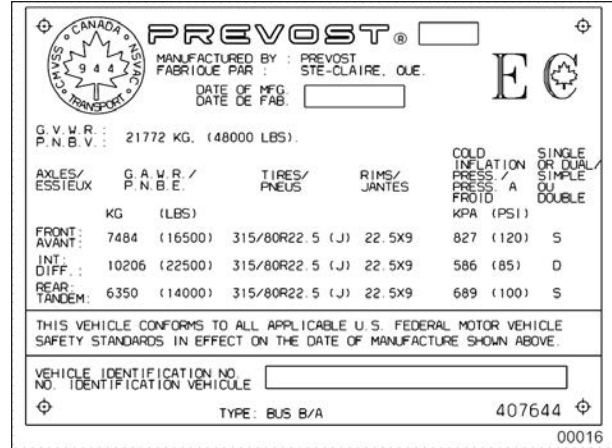 CANADA
CMVSS NSVAC
944
TRANSPORT
PREVOST®
MANUFACTURED BY : PREVOST
FABRIQUE PAR : STE-CLAIRE, QUE.
DATE OF MFG.
DATE DE FAB.
EC
G.V.W.R. :
P.N.B.V. : 21772 KG, (48000 LBS).
AXLES/ G.A.W.R./ TIRES/ RIMS/ COLD INFLATION PRESS./ SINGLE OR DUAL/
ESSIEUX P.N.B.E. PNEUS JANTES PRESS. A FROID SIMPLE OU DOUBLE
KG (LBS) KPA (PSI)
FRONT:
AVANT: 7484 (16500) 315/80R22.5 (J) 22.5X9 827 (120) S
INT:
DIFF.: 10206 (22500) 315/80R22.5 (J) 22.5X9 586 (85) D
REAR:
TANDEM: 6350 (14000) 315/80R22.5 (J) 22.5X9 689 (100) S
THIS VEHICLE CONFORMS TO ALL APPLICABLE U.S. FEDERAL MOTOR VEHICLE
SAFETY STANDARDS IN EFFECT ON THE DATE OF MANUFACTURE SHOWN ABOVE.
VEHICLE IDENTIFICATION NO.
NO. IDENTIFICATION VEHICULE
TYPE: BUS B/A 407644
00016